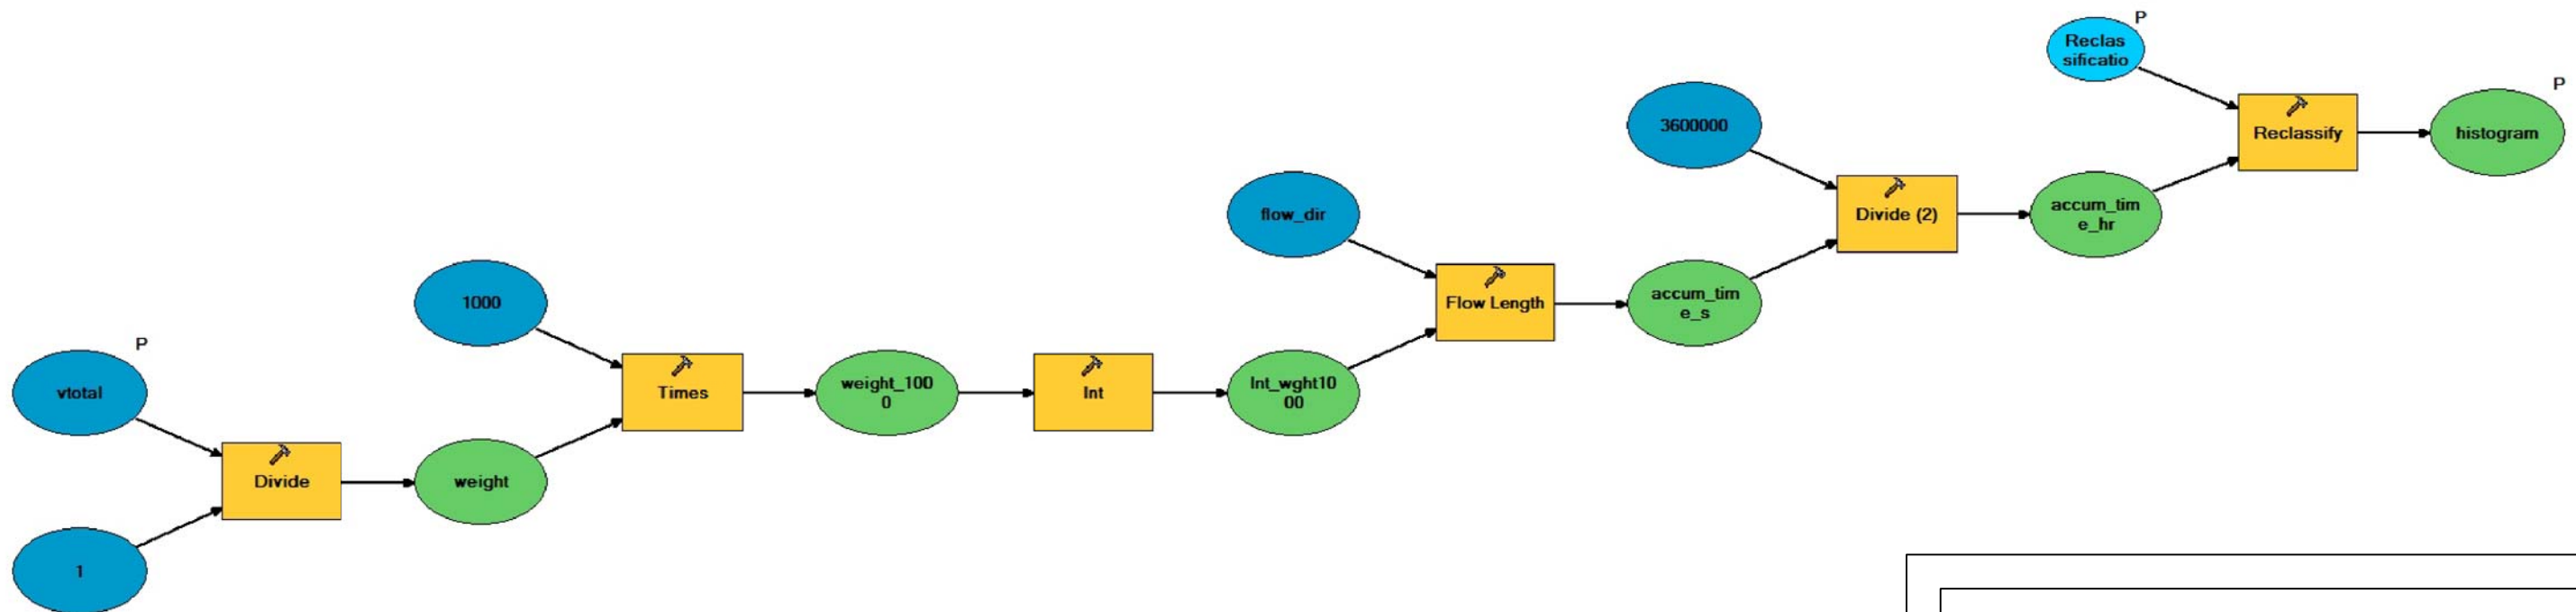 P
vtotal
1
Divide
weight
1000
Times
weight_100
0
Int
Int_wght10
00
flow_dir
Flow Length
accum_tim
e_s
3600000
Divide (2)
accum_tim
e_hr
P
Reclas
sificatio
Reclassify
P
histogram